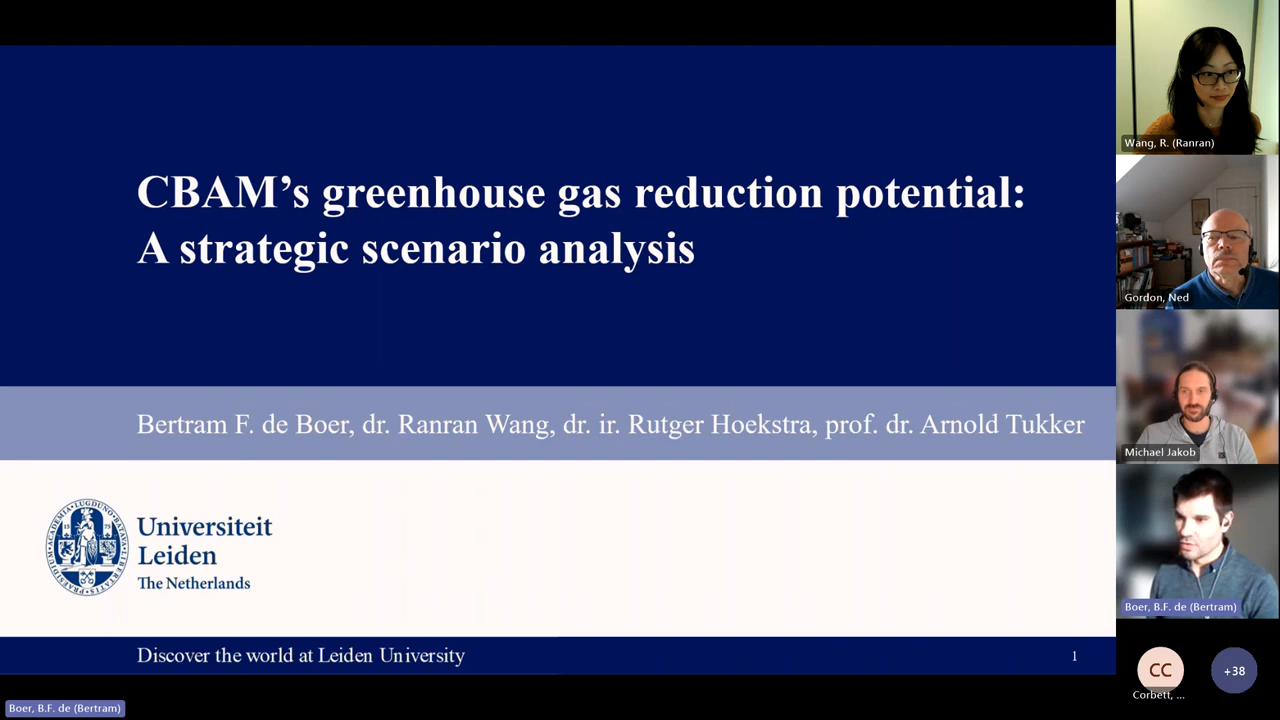 CBAM’s greenhouse gas reduction potential:
A strategic scenario analysis
Bertram F. de Boer, dr. Ranran Wang, dr. ir. Rutger Hoekstra, prof. dr. Arnold Tukker
Universiteit
Leiden
The Netherlands
Discover the world at Leiden University
1
Boer, B.F. de (Bertram)
Wang, R. (Ranran)
Gordon, Ned
Michael Jakob
Boer, B.F. de (Bertram)
CC
+38
Corbett, ...